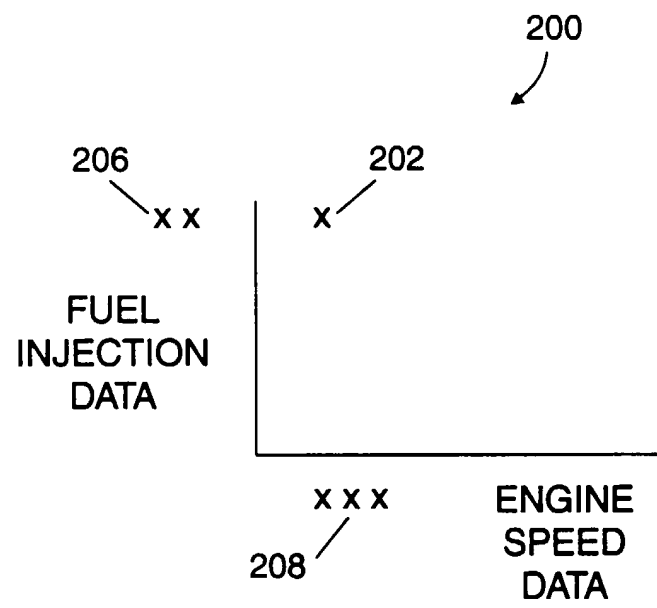 200
206
202
x x
x
FUEL
INJECTION
DATA
x x x
208
ENGINE
SPEED
DATA